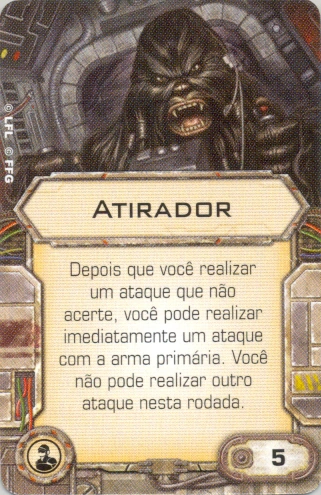 © LFL © FFG
ATIRADOR
Depois que você realizar
um ataque que não
acerte, você pode realizar
imediatamente um ataque
com a arma primária. Você
não pode realizar outro
ataque nesta rodada.
5